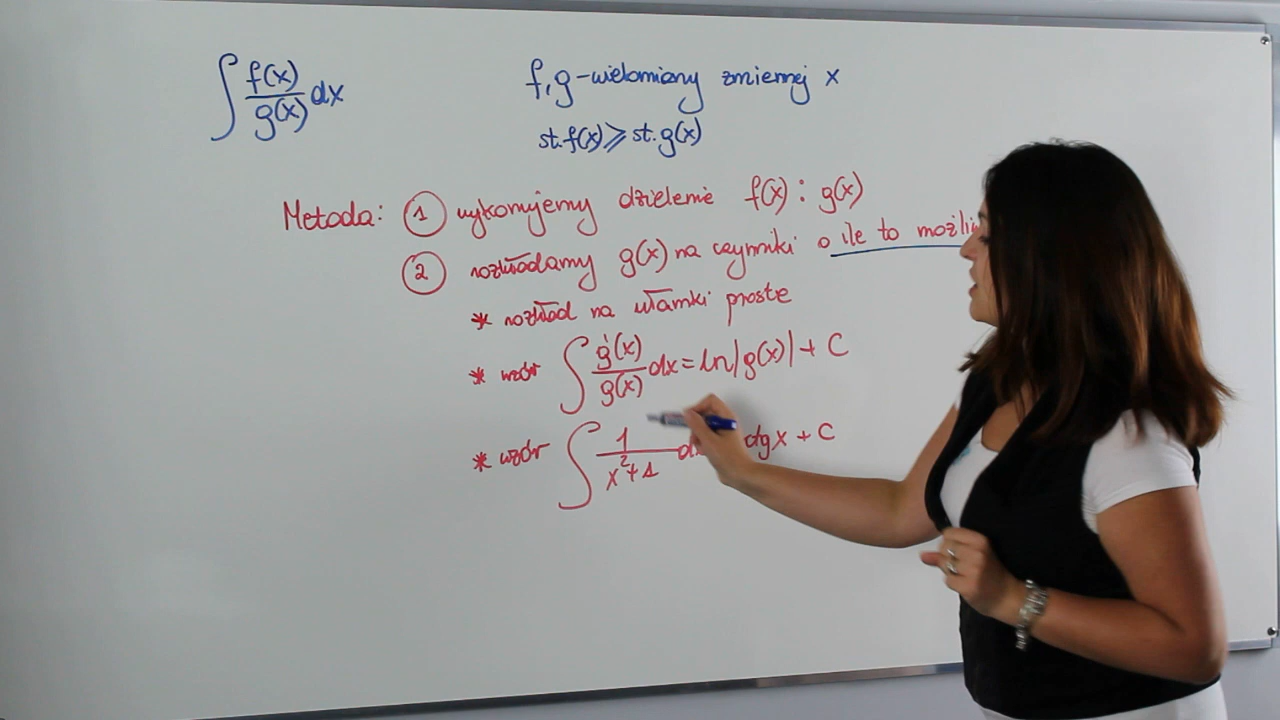 ∫ f(x)/g(x) dx
f, g - wielomiany zmiennej x
st. f(x) ⩾ st. g(x)
Metoda: ① wykonujemy dzielenie f(x) : g(x)
② rozkładamy g(x) na czynniki o ile to możli
* rozkład na ułamki proste
* wzór ∫ g'(x)/g(x) dx = ln|g(x)| + C
* wzór ∫ 1/(x²+1) d ctgx + C